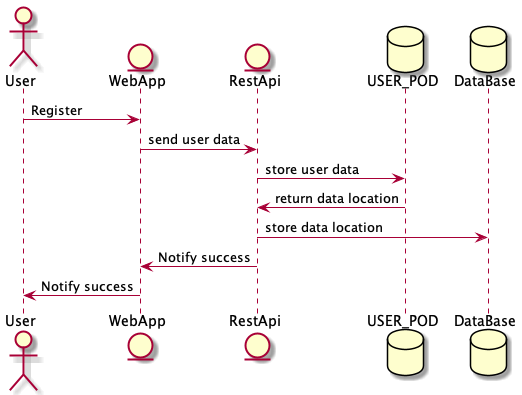 User
WebApp
RestApi
USER_POD
DataBase
Register
send user data
store user data
return data location
store data location
Notify success
Notify success
User
WebApp
RestApi
USER_POD
DataBase